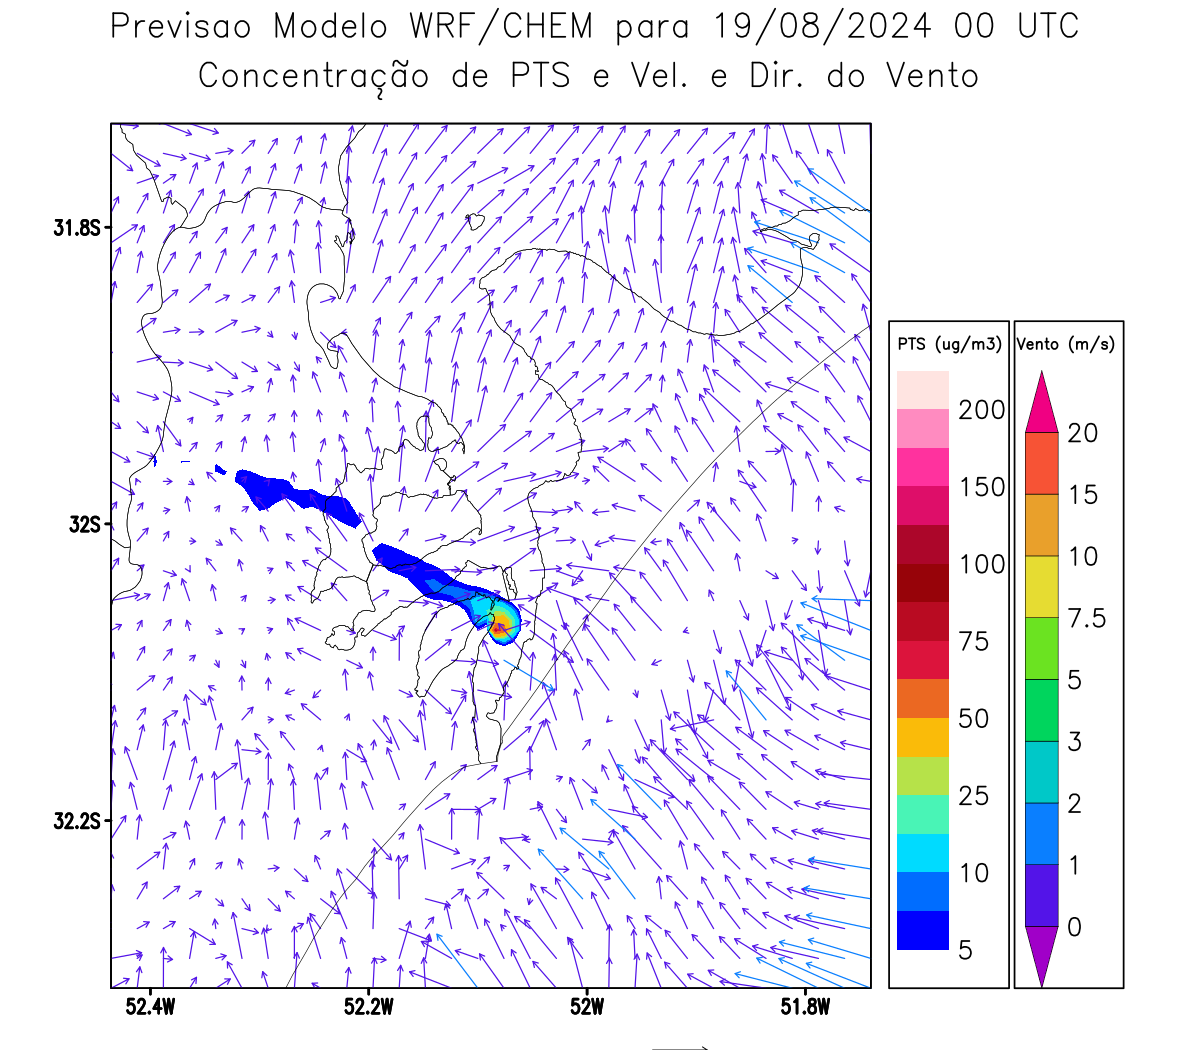 Previsao Modelo WRF/CHEM para 19/08/2024 00 UTC
Concentração de PTS e Vel. e Dir. do Vento
31.8S
32S
32.2S
52.4W
52.2W
52W
51.8W
PTS (ug/m3)
200
150
100
75
50
25
10
5
Vento (m/s)
20
15
10
7.5
5
3
2
1
0